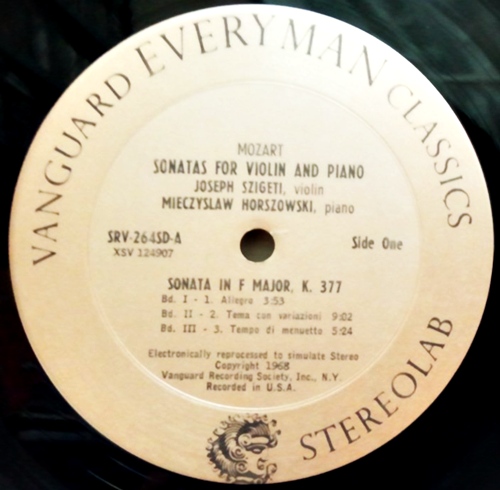 VANGUARD EVERYMAN CLASSICS
MOZART
SONATAS FOR VIOLIN AND PIANO
JOSEPH SZIGETI, violin
MIECZYSLAW HORSZOWSKI, piano
SRV-264SD-A
XSV 124907
Side One
SONATA IN F MAJOR, K. 377
Bd. I - 1. Allegro 3:53
Bd. II - 2. Tema con variazioni 9:02
Bd. III - 3. Tempo di menuetto 5:24
Electronically reprocessed to simulate Stereo
Copyright 1968
Vanguard Recording Society, Inc., N.Y.
Recorded in U.S.A.
STEREOLAB